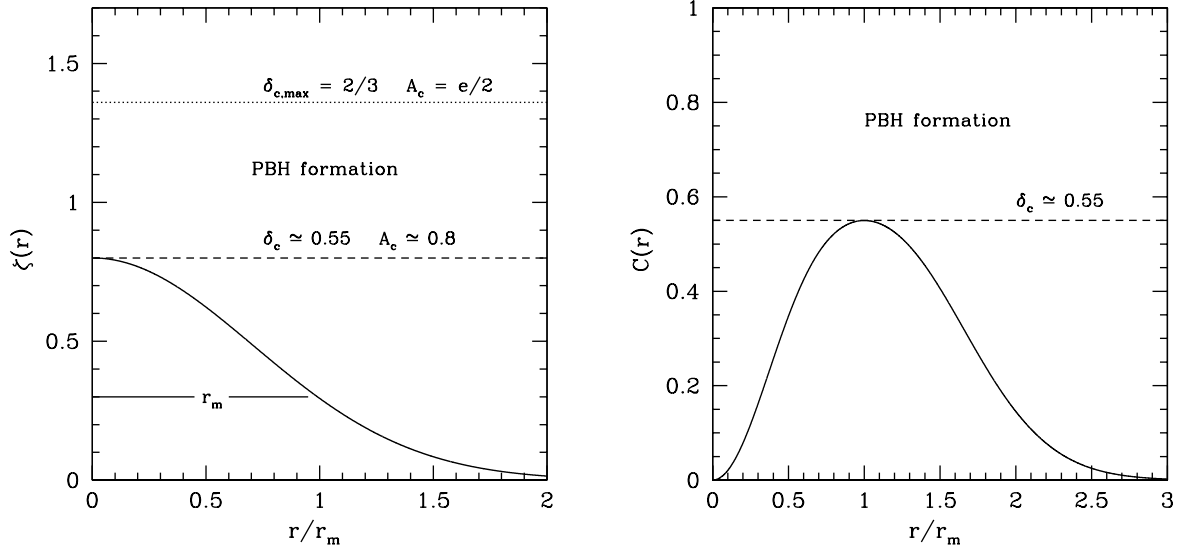 1.5
δc,max = 2/3 Ac = e/2
PBH formation
1
ζ(r)
δc ≃ 0.55 Ac ≃ 0.8
0.5
rm
0
0 0.5 1 1.5 2
r/rm
1
0.8
PBH formation
0.6
δc ≃ 0.55
C(r)
0.4
0.2
0
0 0.5 1 1.5 2 2.5 3
r/rm